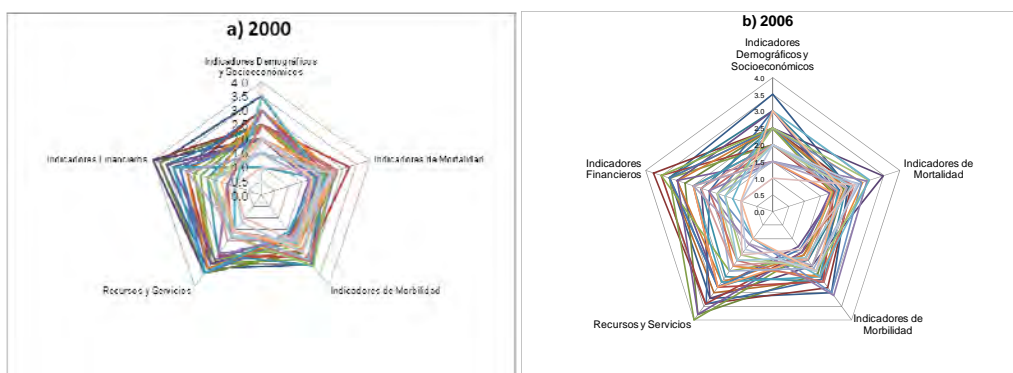 a) 2000
Indicadores Demográficos
y Socioeconómicos
4.0
3.5
3.0
0.5
0.0
Indicadores Financieros
Indicadores de Mortalidad
Recursos y Servicios
Indicadores de Morbilidad
b) 2006
Indicadores
Demográficos y
Socioeconómicos
4.0
3.5
3.0
2.5
2.0
1.5
1.0
0.5
0.0
Indicadores
Financieros
Indicadores de
Mortalidad
Recursos y Servicios
Indicadores de
Morbilidad